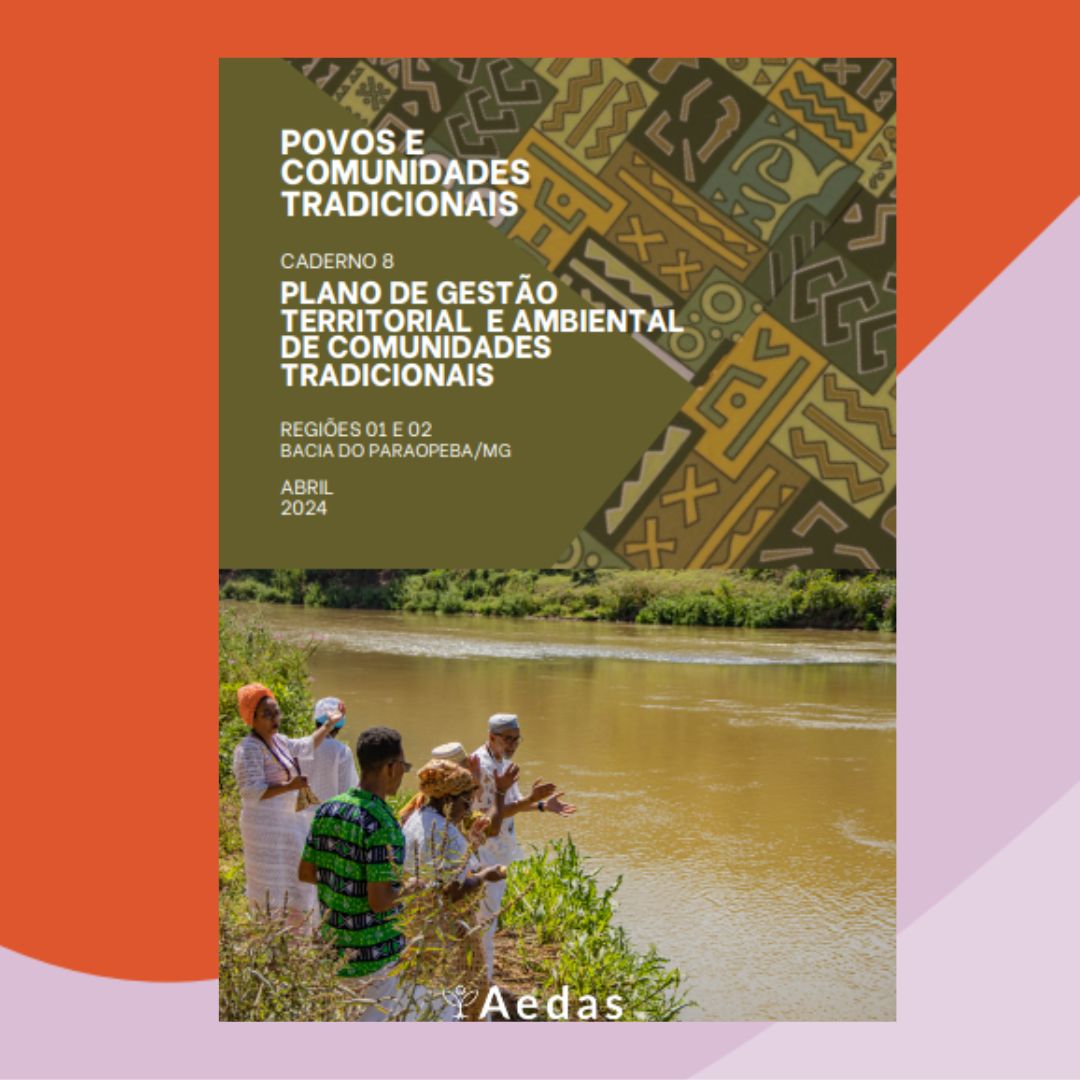 POVOS E
COMUNIDADES
TRADICIONAIS
CADERNO 8
PLANO DE GESTÃO
TERRITORIAL E AMBIENTAL
DE COMUNIDADES
TRADICIONAIS
REGIÕES 01 E 02
BACIA DO PARAOPEBA/MG
ABRIL
2024
Aedas